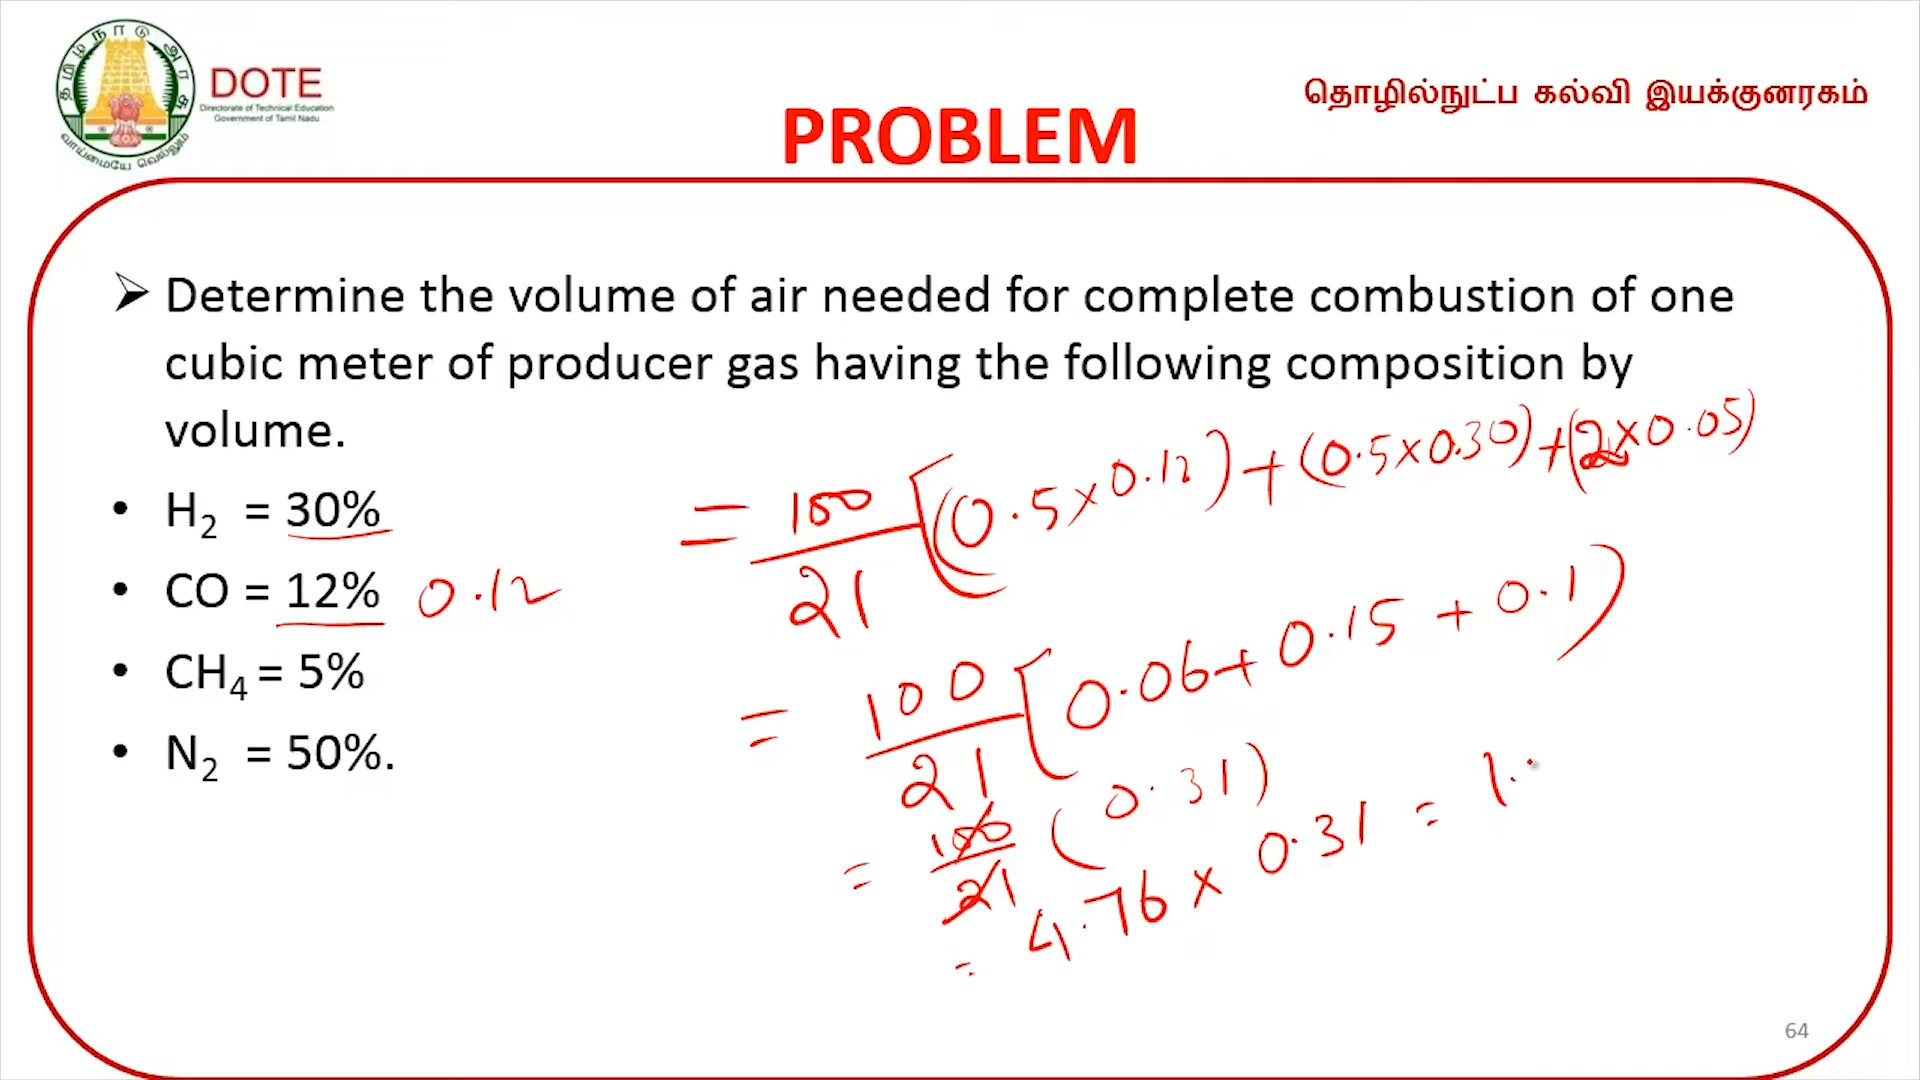 தமிழ்நாடு அரசு
வாய்மையே வெல்லும்
DOTE
Directorate of Technical Education
Government of Tamil Nadu
தொழில்நுட்ப கல்வி இயக்குனரகம்
PROBLEM
➢ Determine the volume of air needed for complete combustion of one
cubic meter of producer gas having the following composition by
volume.
• H₂ = 30%
• CO = 12% 0.12
• CH₄ = 5%
• N₂ = 50%.
= 100/21 [(0.5×0.12)+(0.5×0.30)+(2×0.05)
= 100/21 [0.06+0.15+0.1)
= 100/21 (0.31)
= 4.76×0.31 = 1.
64